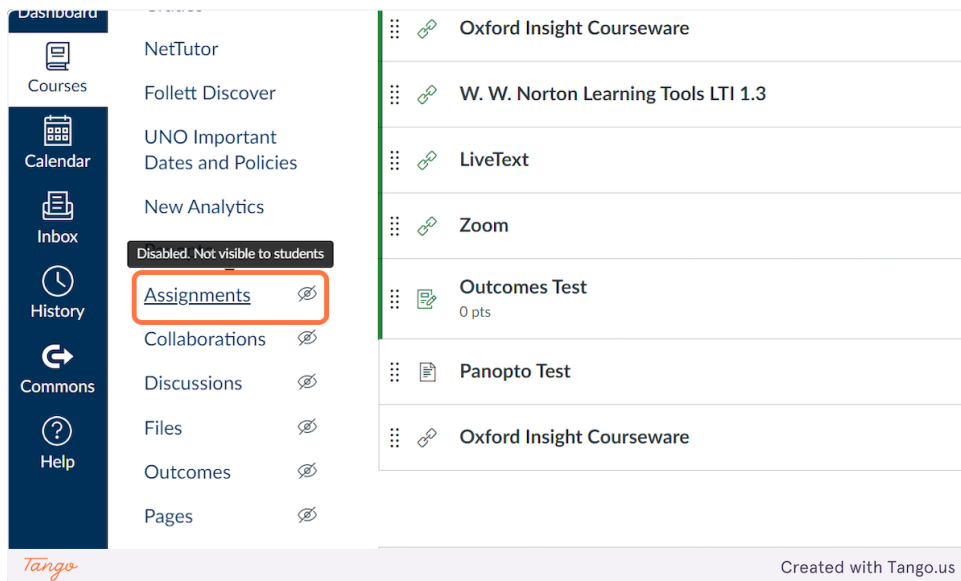 Dashboard
Courses
Calendar
Inbox
History
Commons
Help
NetTutor
Follett Discover
UNO Important
Dates and Policies
New Analytics
Disabled. Not visible to students
Assignments
Collaborations
Discussions
Files
Outcomes
Pages
Oxford Insight Courseware
W. W. Norton Learning Tools LTI 1.3
LiveText
Zoom
Outcomes Test
0 pts
Panopto Test
Oxford Insight Courseware
Tango
Created with Tango.us